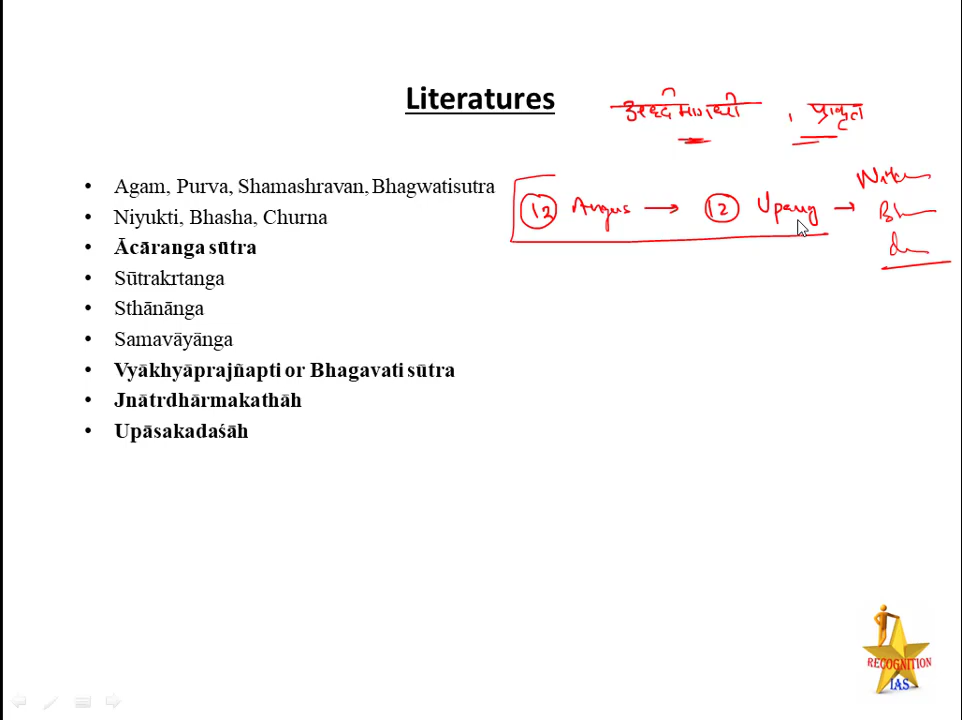 Literatures
अर्धमागधी , प्राकृत
Agam, Purva, Shamashravan, Bhagwatisutra
12 Angus → 12 Upang →
Niyukti, Bhasha, Churna
Ācāranga sūtra
Sūtrakrtanga
Sthānānga
Samavāyānga
Vyākhyāprajñapti or Bhagavati sūtra
Jnātrdhārmakathāh
Upāsakadaśāh
RECOGNITION
IAS